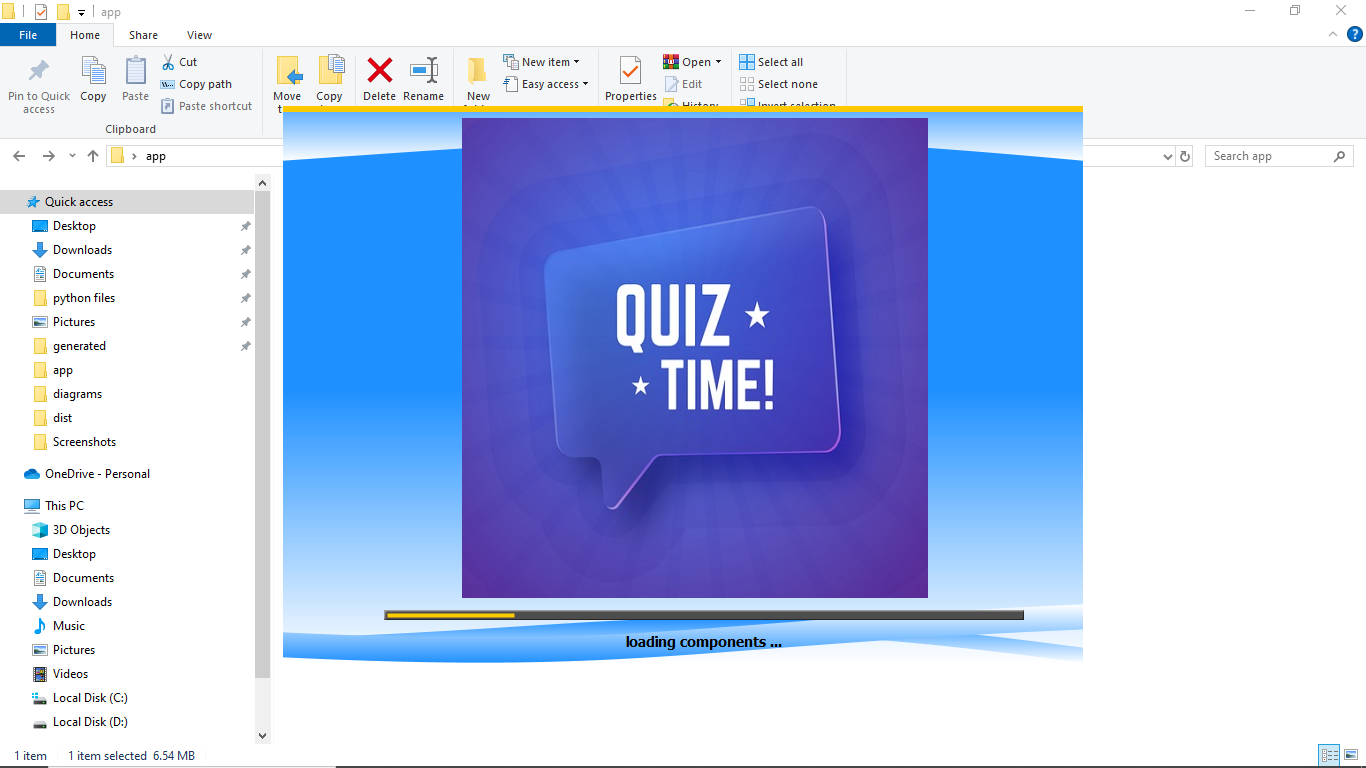 app
File
Home
Share
View
Pin to Quick
access
Copy
Paste
Cut
Copy path
Paste shortcut
Clipboard
Move
Copy
Delete
Rename
New
New item
Easy access
Properties
Open
Edit
History
Select all
Select none
Invert selection
app
Search app
Quick access
Desktop
Downloads
Documents
python files
Pictures
generated
app
diagrams
dist
Screenshots
OneDrive - Personal
This PC
3D Objects
Desktop
Documents
Downloads
Music
Pictures
Videos
Local Disk (C:)
Local Disk (D:)
QUIZ
TIME!
loading components ...
1 item
1 item selected 6.54 MB